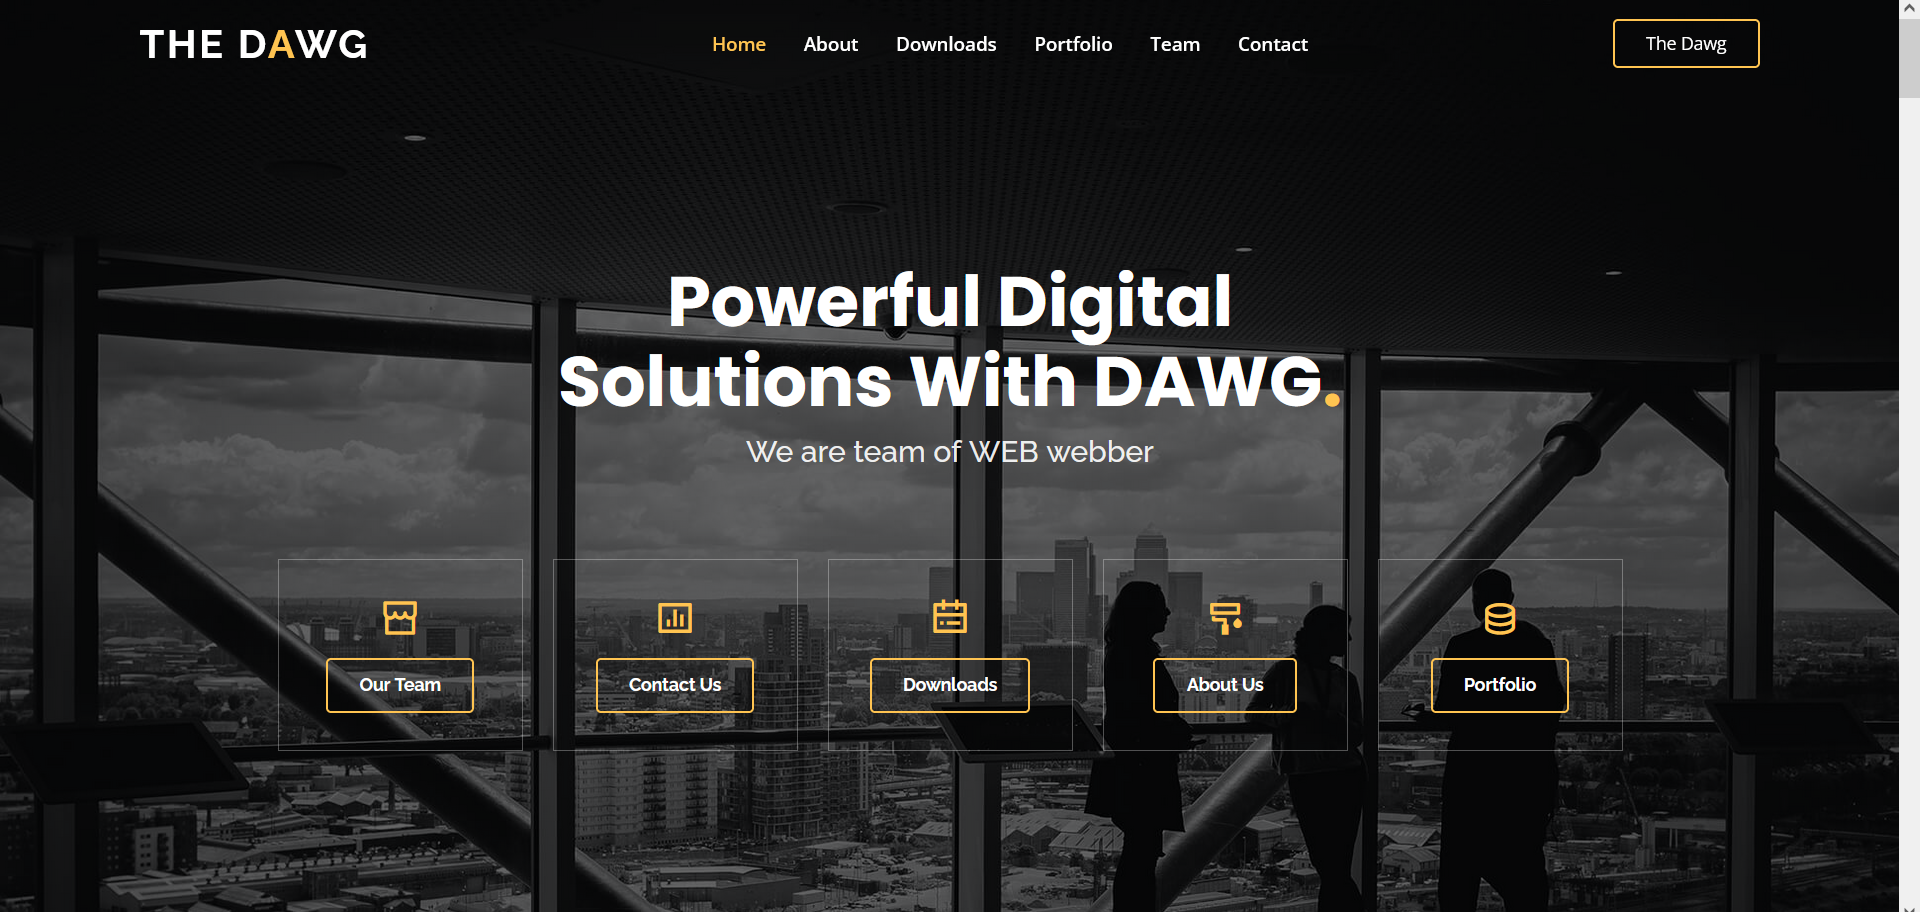 THE DAWG
Home
About
Downloads
Portfolio
Team
Contact
The Dawg
Powerful Digital
Solutions With DAWG.
We are team of WEB webber
Our Team
Contact Us
Downloads
About Us
Portfolio